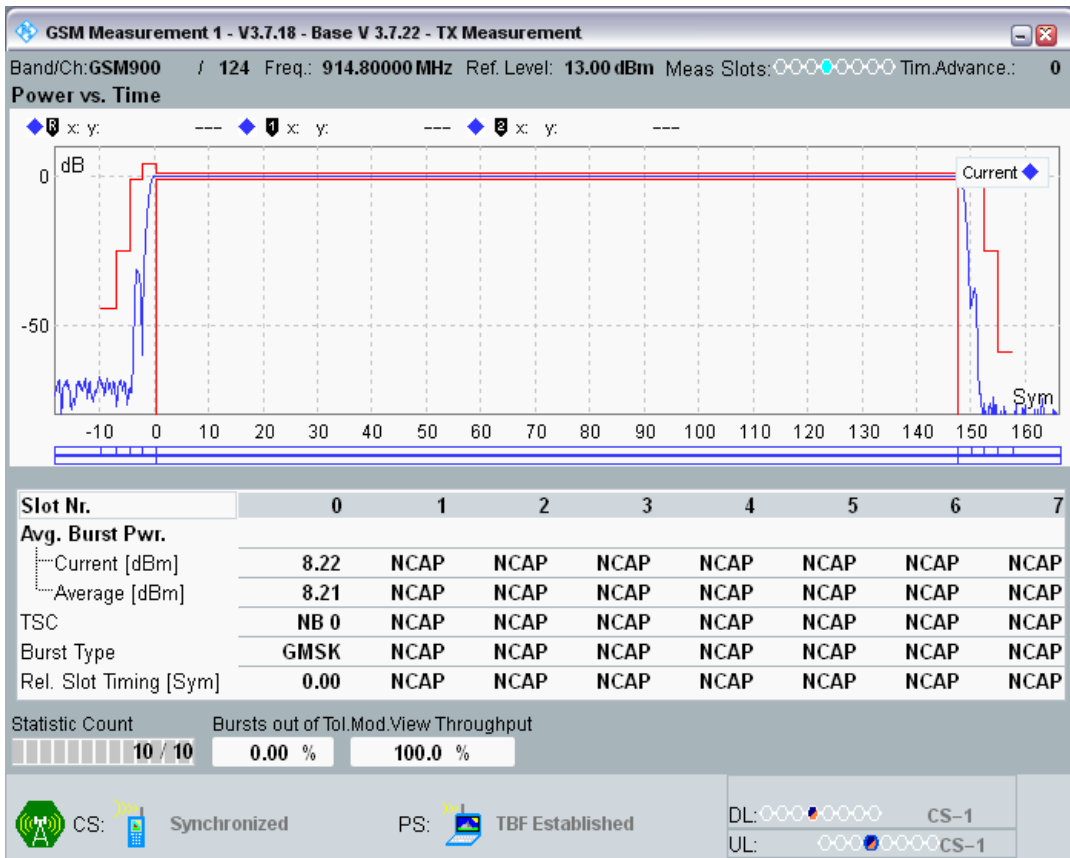 GSM Measurement 1 - V3.7.18 - Base V 3.7.22 - TX Measurement
Band/Ch:GSM900 / 124 Freq.: 914.80000 MHz Ref. Level: 13.00 dBm Meas Slots: Tim.Advance.: 0
Power vs. Time
R x: y: --- 1 x: y: --- 2 x: y: ---
dB
Current
0
-50
Sym
-10 0 10 20 30 40 50 60 70 80 90 100 110 120 130 140 150 160
Slot Nr. 0 1 2 3 4 5 6 7
Avg. Burst Pwr.
Current [dBm] 8.22 NCAP NCAP NCAP NCAP NCAP NCAP NCAP
Average [dBm] 8.21 NCAP NCAP NCAP NCAP NCAP NCAP NCAP
TSC NB 0 NCAP NCAP NCAP NCAP NCAP NCAP NCAP
Burst Type GMSK NCAP NCAP NCAP NCAP NCAP NCAP NCAP
Rel. Slot Timing [Sym] 0.00 NCAP NCAP NCAP NCAP NCAP NCAP NCAP
Statistic Count Bursts out of Tol.Mod.View Throughput
10 / 10 0.00 % 100.0 %
CS: Synchronized PS: TBF Established
DL: CS-1
UL: CS-1